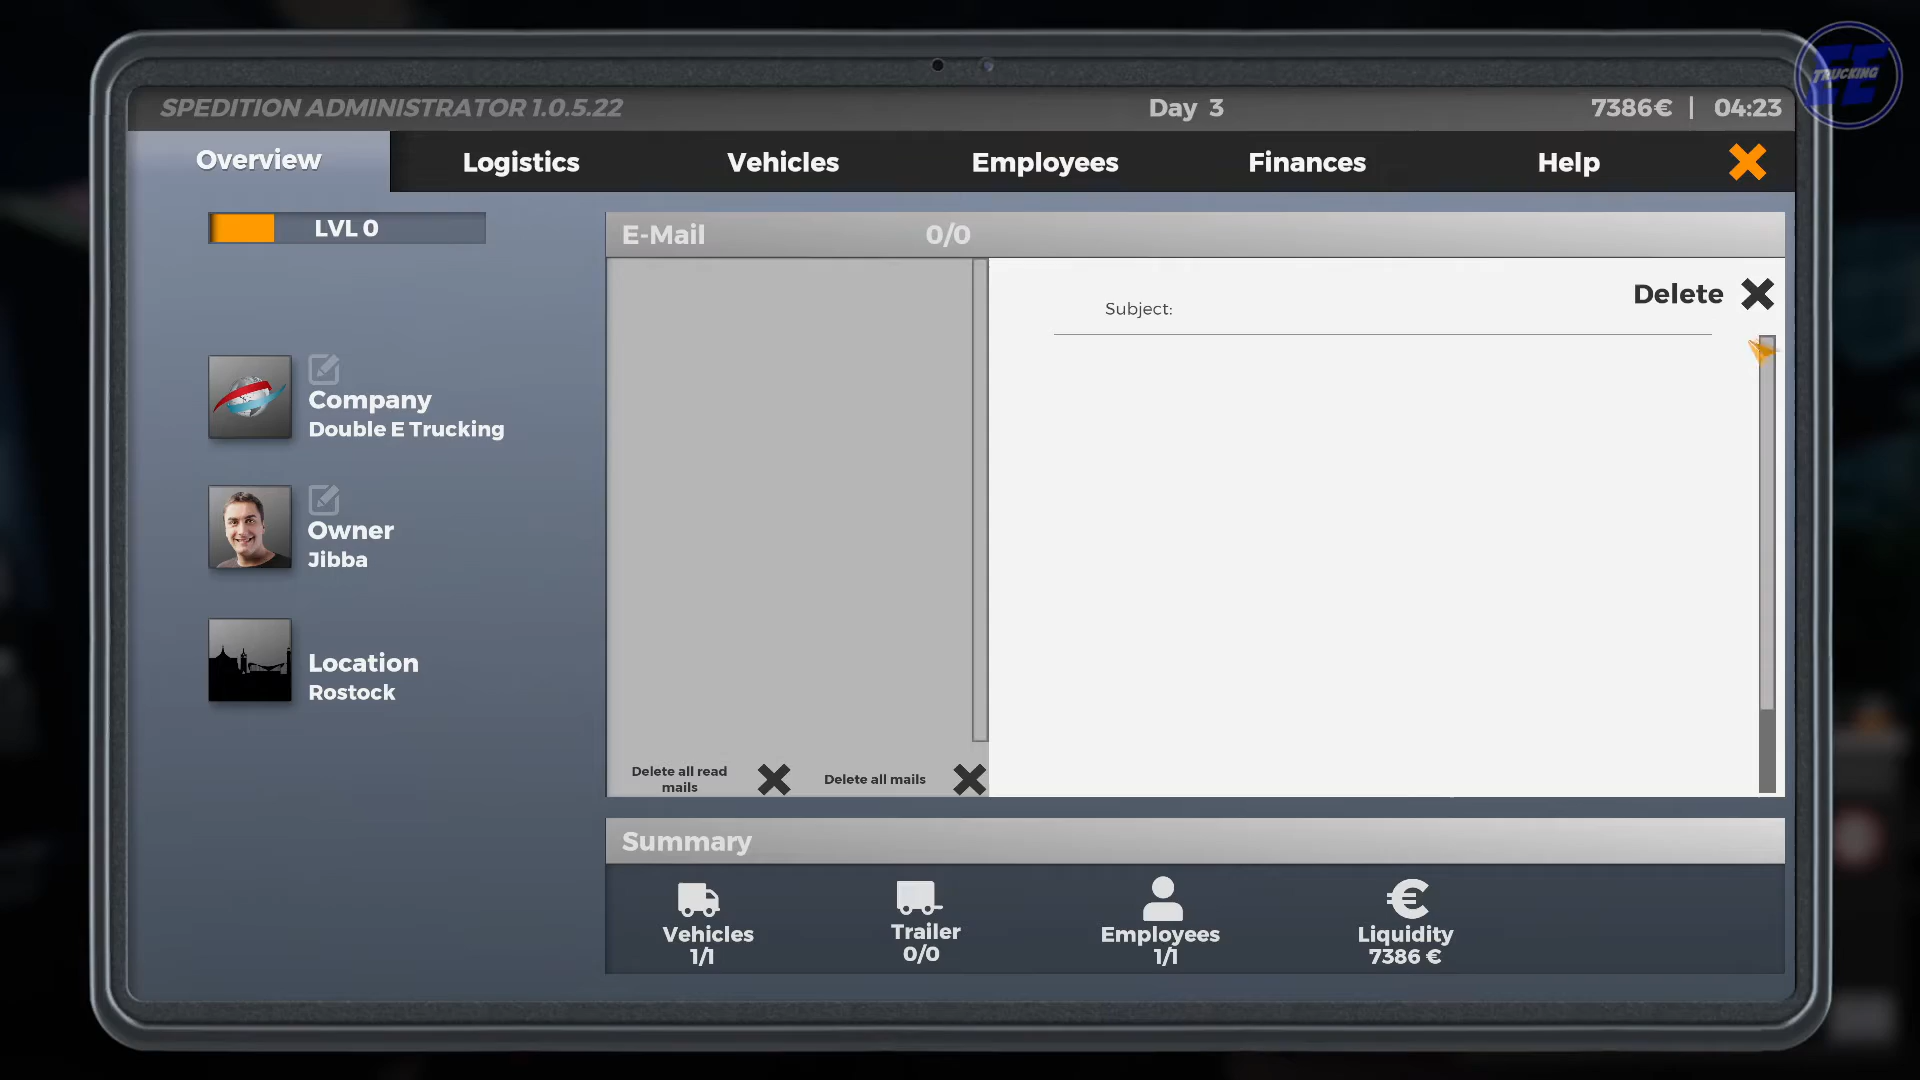 TRUCKING
EE
SPEDITION ADMINISTRATOR 1.0.5.22
Day 3
7386€ | 04:23
Overview
Logistics
Vehicles
Employees
Finances
Help
LVL 0
E-Mail
0/0
Delete
Subject:
Company
Double E Trucking
Owner
Jibba
Location
Rostock
Delete all read
mails
Delete all mails
Summary
Vehicles
1/1
Trailer
0/0
Employees
1/1
Liquidity
7386 €